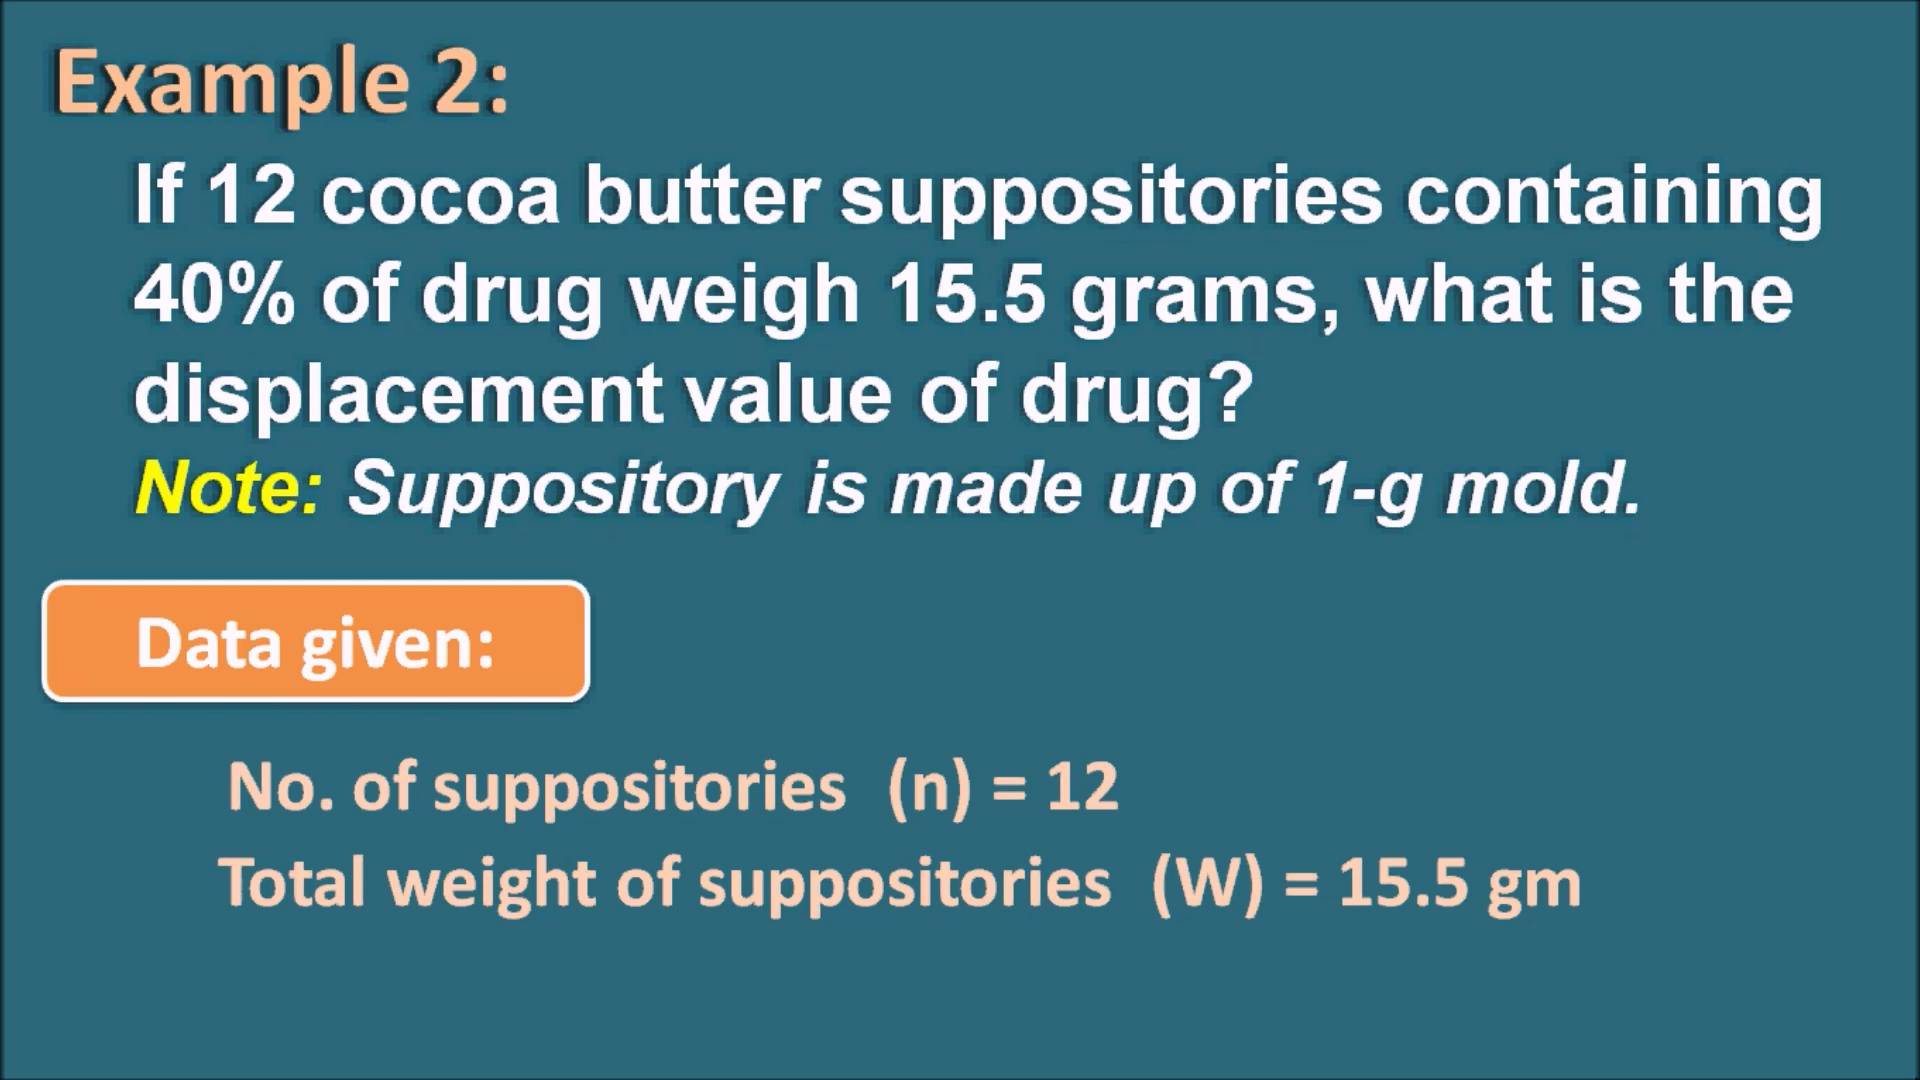 Example 2:
If 12 cocoa butter suppositories containing
40% of drug weigh 15.5 grams, what is the
displacement value of drug?
Note: Suppository is made up of 1-g mold.
Data given:
No. of suppositories (n) = 12
Total weight of suppositories (W) = 15.5 gm